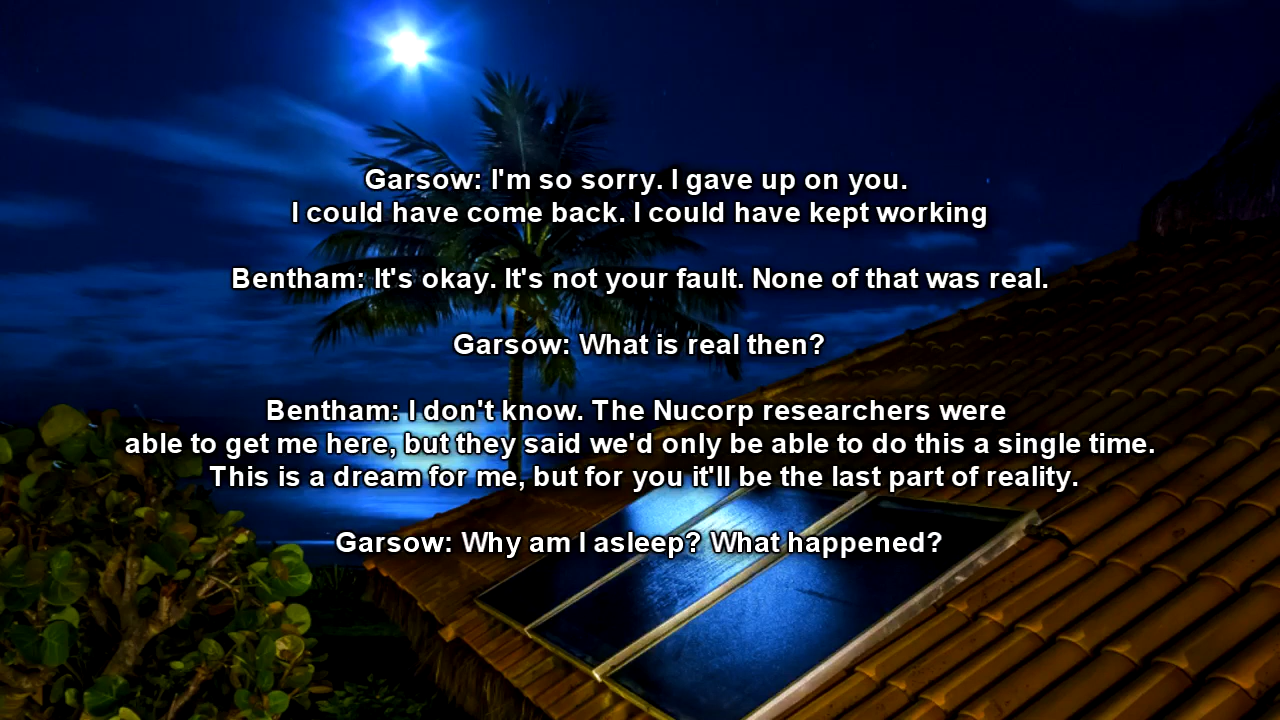 Garsow: I'm so sorry. I gave up on you.
I could have come back. I could have kept working
Bentham: It's okay. It's not your fault. None of that was real.
Garsow: What is real then?
Bentham: I don't know. The Nucorp researchers were
able to get me here, but they said we'd only be able to do this a single time.
This is a dream for me, but for you it'll be the last part of reality.
Garsow: Why am I asleep? What happened?